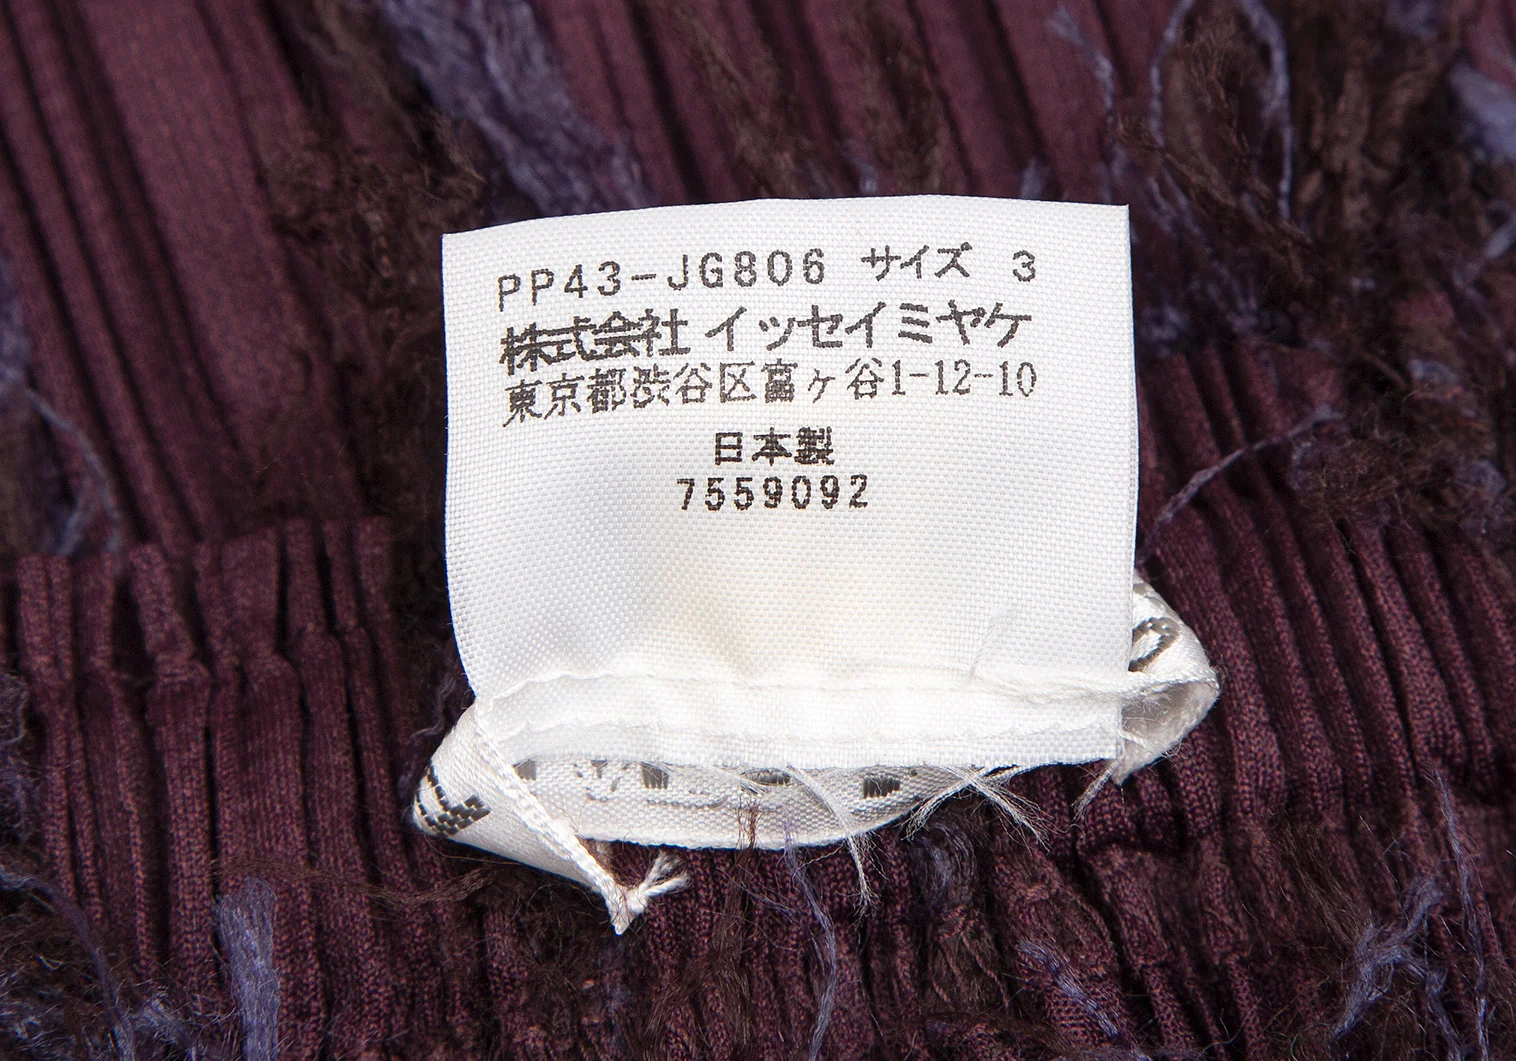 PP43-JG806 サイズ 3
株式会社 イッセイミヤケ
東京都渋谷区富ヶ谷1-12-10
日本製
7559092